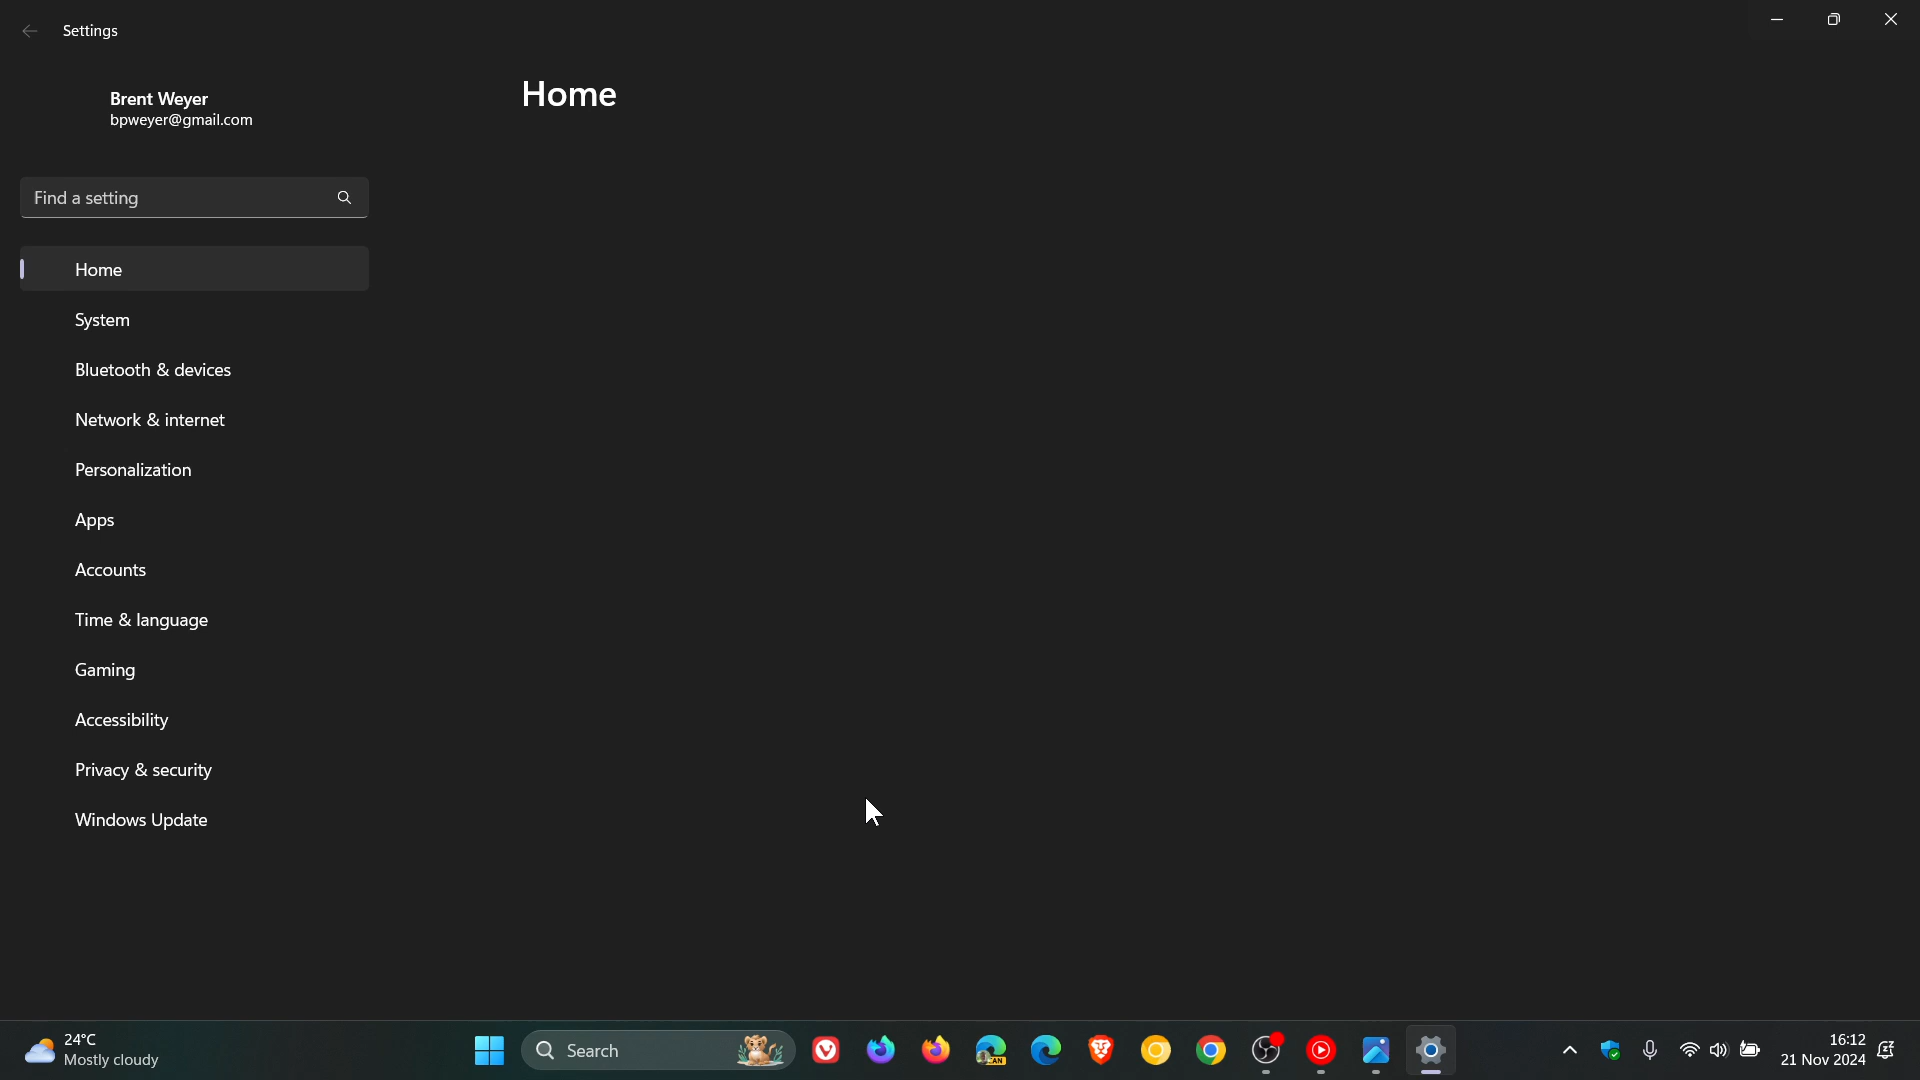 Settings
Brent Weyer
bpweyer@gmail.com
Home
Find a setting
Home
System
Bluetooth & devices
Network & internet
Personalization
Apps
Accounts
Time & language
Gaming
Accessibility
Privacy & security
Windows Update
24°C
Mostly cloudy
Search
CAN
16:12
21 Nov 2024